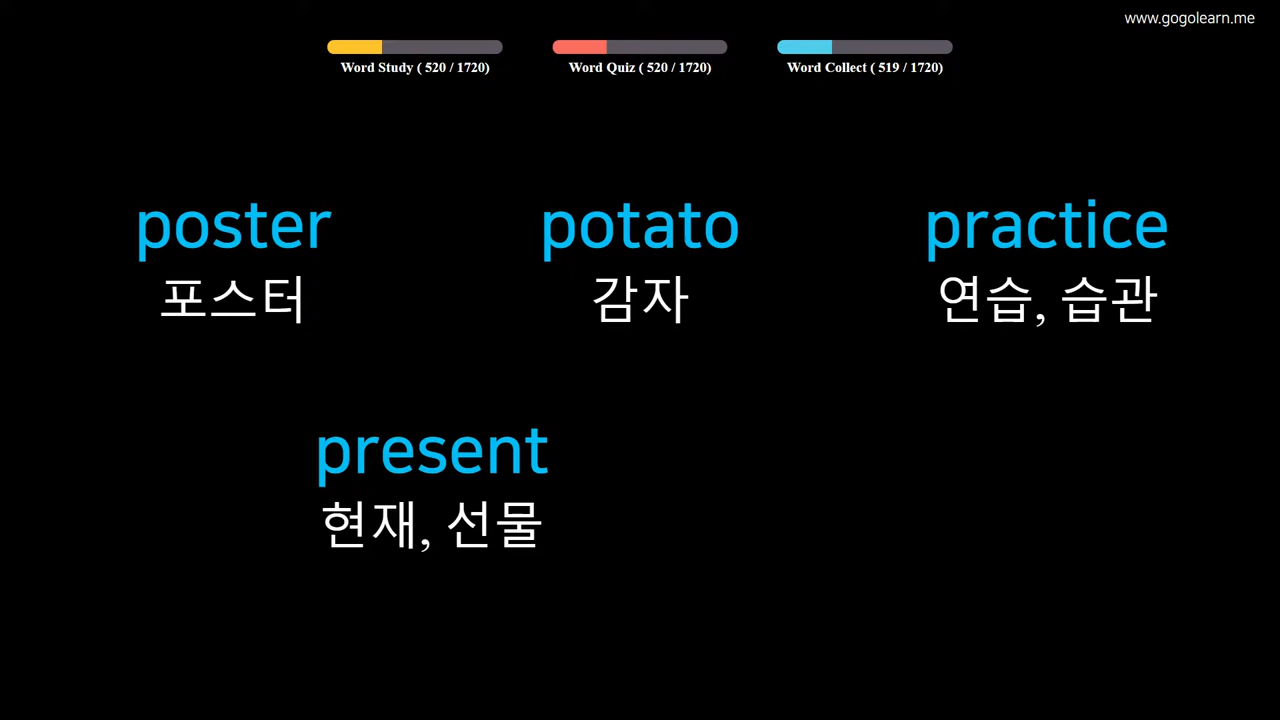 www.gogolearn.me
Word Study ( 520 / 1720)
Word Quiz ( 520 / 1720)
Word Collect ( 519 / 1720)
poster
포스터
potato
감자
practice
연습, 습관
present
현재, 선물